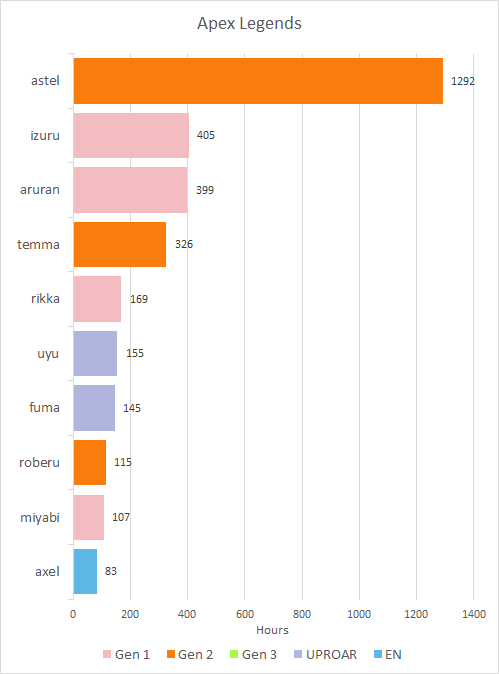 Apex Legends
astel 1292
izuru 405
aruran 399
temma 326
rikka 169
uyu 155
fuma 145
roberu 115
miyabi 107
axel 83
0 200 400 600 800 1000 1200 1400
Hours
Gen 1 Gen 2 Gen 3 UPROAR EN